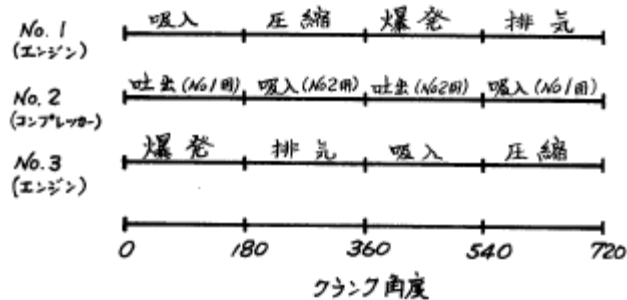 No.1 吸入 圧縮 爆発 排気
(エンジン)
No.2 吐出(No1用) 吸入(No2用) 吐出(No2用) 吸入(No1用)
(コンプレッサー)
No.3 爆発 排気 吸入 圧縮
(エンジン)
0 180 360 540 720
クランク角度